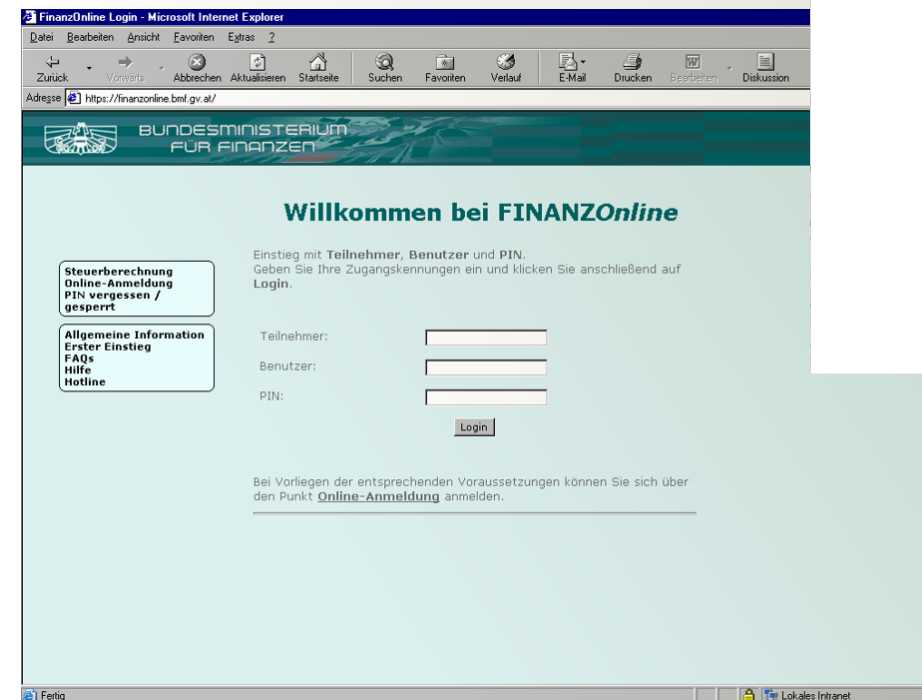 FinanzOnline Login - Microsoft Internet Explorer
Datei Bearbeiten Ansicht Favoriten Extras ?
Zurück Vorwärts Abbrechen Aktualisieren Startseite Suchen Favoriten Verlauf E-Mail Drucken Bearbeiten Diskussion
Adresse https://finanzonline.bmf.gv.at/
BUNDESMINISTERIUM
FÜR FINANZEN
Willkommen bei FINANZOnline
Einstieg mit Teilnehmer, Benutzer und PIN.
Geben Sie Ihre Zugangskennungen ein und klicken Sie anschließend auf
Login.
Steuerberechnung
Online-Anmeldung
PIN vergessen /
gesperrt
Allgemeine Information
Erster Einstieg
FAQs
Hilfe
Hotline
Teilnehmer:
Benutzer:
PIN:
Login
Bei Vorliegen der entsprechenden Voraussetzungen können Sie sich über
den Punkt Online-Anmeldung anmelden.
Fertig Lokales Intranet